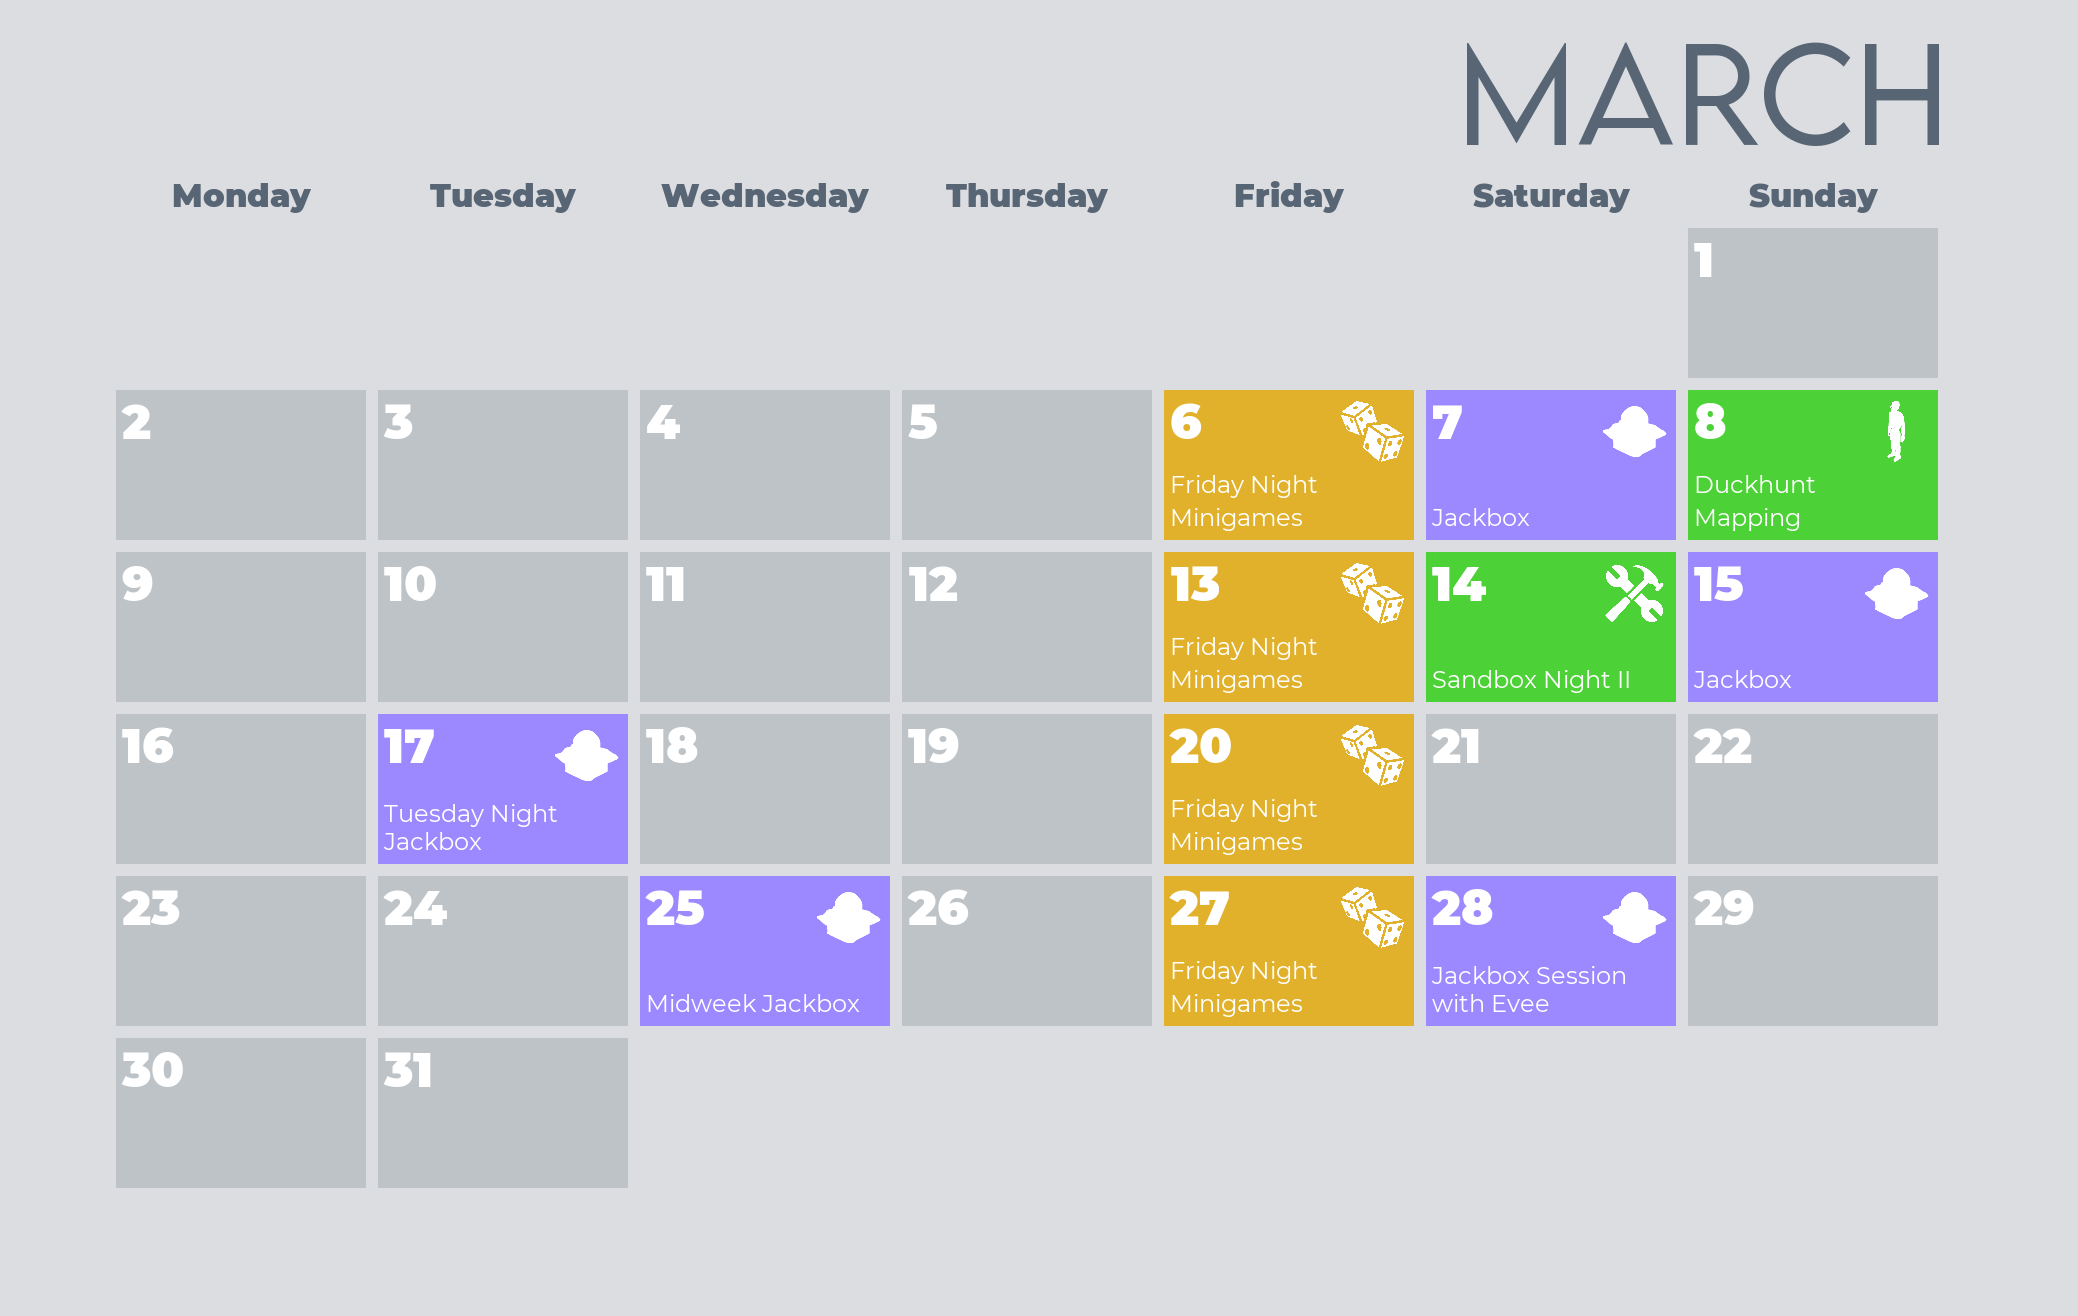 MARCH
Monday Tuesday Wednesday Thursday Friday Saturday Sunday
1
2 3 4 5 6 7 8
Friday Night
Minigames
Jackbox
Duckhunt
Mapping
9 10 11 12 13 14 15
Friday Night
Minigames
Sandbox Night II
Jackbox
16 17 18 19 20 21 22
Tuesday Night
Jackbox
Friday Night
Minigames
23 24 25 26 27 28 29
Midweek Jackbox
Friday Night
Minigames
Jackbox Session
with Evee
30 31